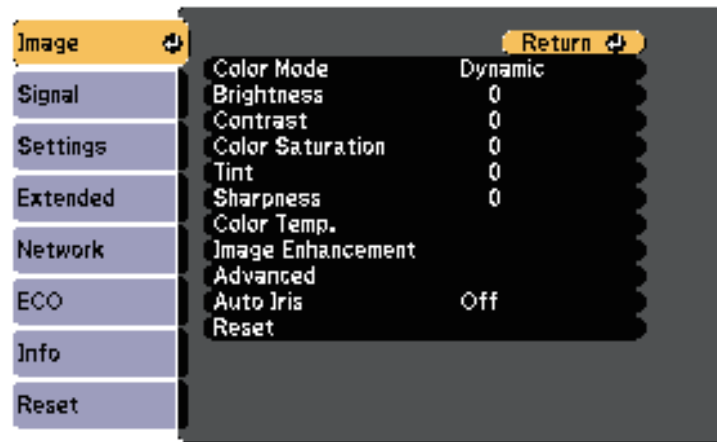 Image
Signal
Settings
Extended
Network
ECO
Info
Reset
Return
Color Mode Dynamic
Brightness 0
Contrast 0
Color Saturation 0
Tint 0
Sharpness 0
Color Temp.
Image Enhancement
Advanced
Auto Iris Off
Reset